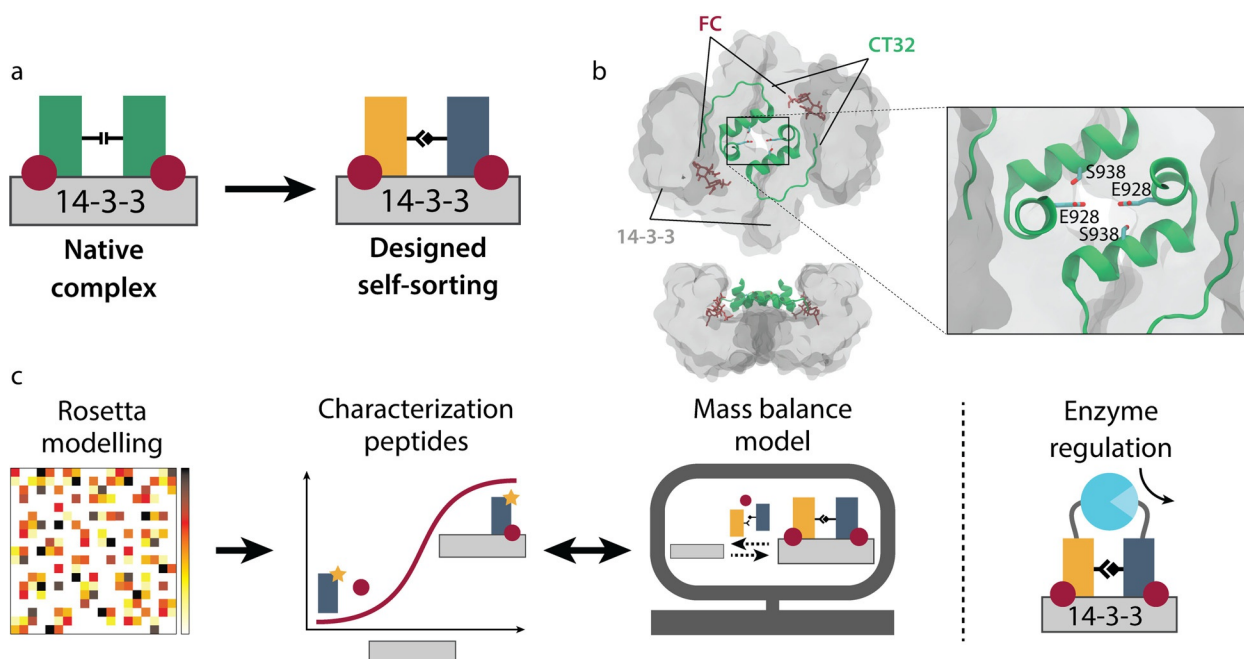 a
14-3-3
Native
complex
14-3-3
Designed
self-sorting
b
FC
CT32
14-3-3
S938
E928
E928
S938
c
Rosetta
modelling
Characterization
peptides
Mass balance
model
Enzyme
regulation
14-3-3